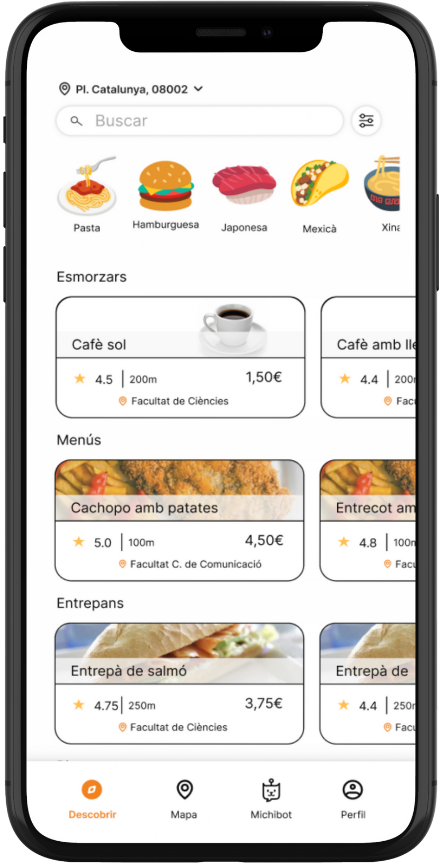 Pl. Catalunya, 08002
Buscar
Pasta
Hamburguesa
Japonesa
Mexicà
Xina
Esmorzars
Cafè sol
4.5 200m 1,50€
Facultat de Ciències
Cafè amb lle
4.4 200m
Facu
Menús
Cachopo amb patates
5.0 100m 4,50€
Facultat C. de Comunicació
Entrecot am
4.8 100m
Facu
Entrepans
Entrepà de salmó
4.75 250m 3,75€
Facultat de Ciències
Entrepà de
4.4 250m
Facu
Descobrir
Mapa
Michibot
Perfil